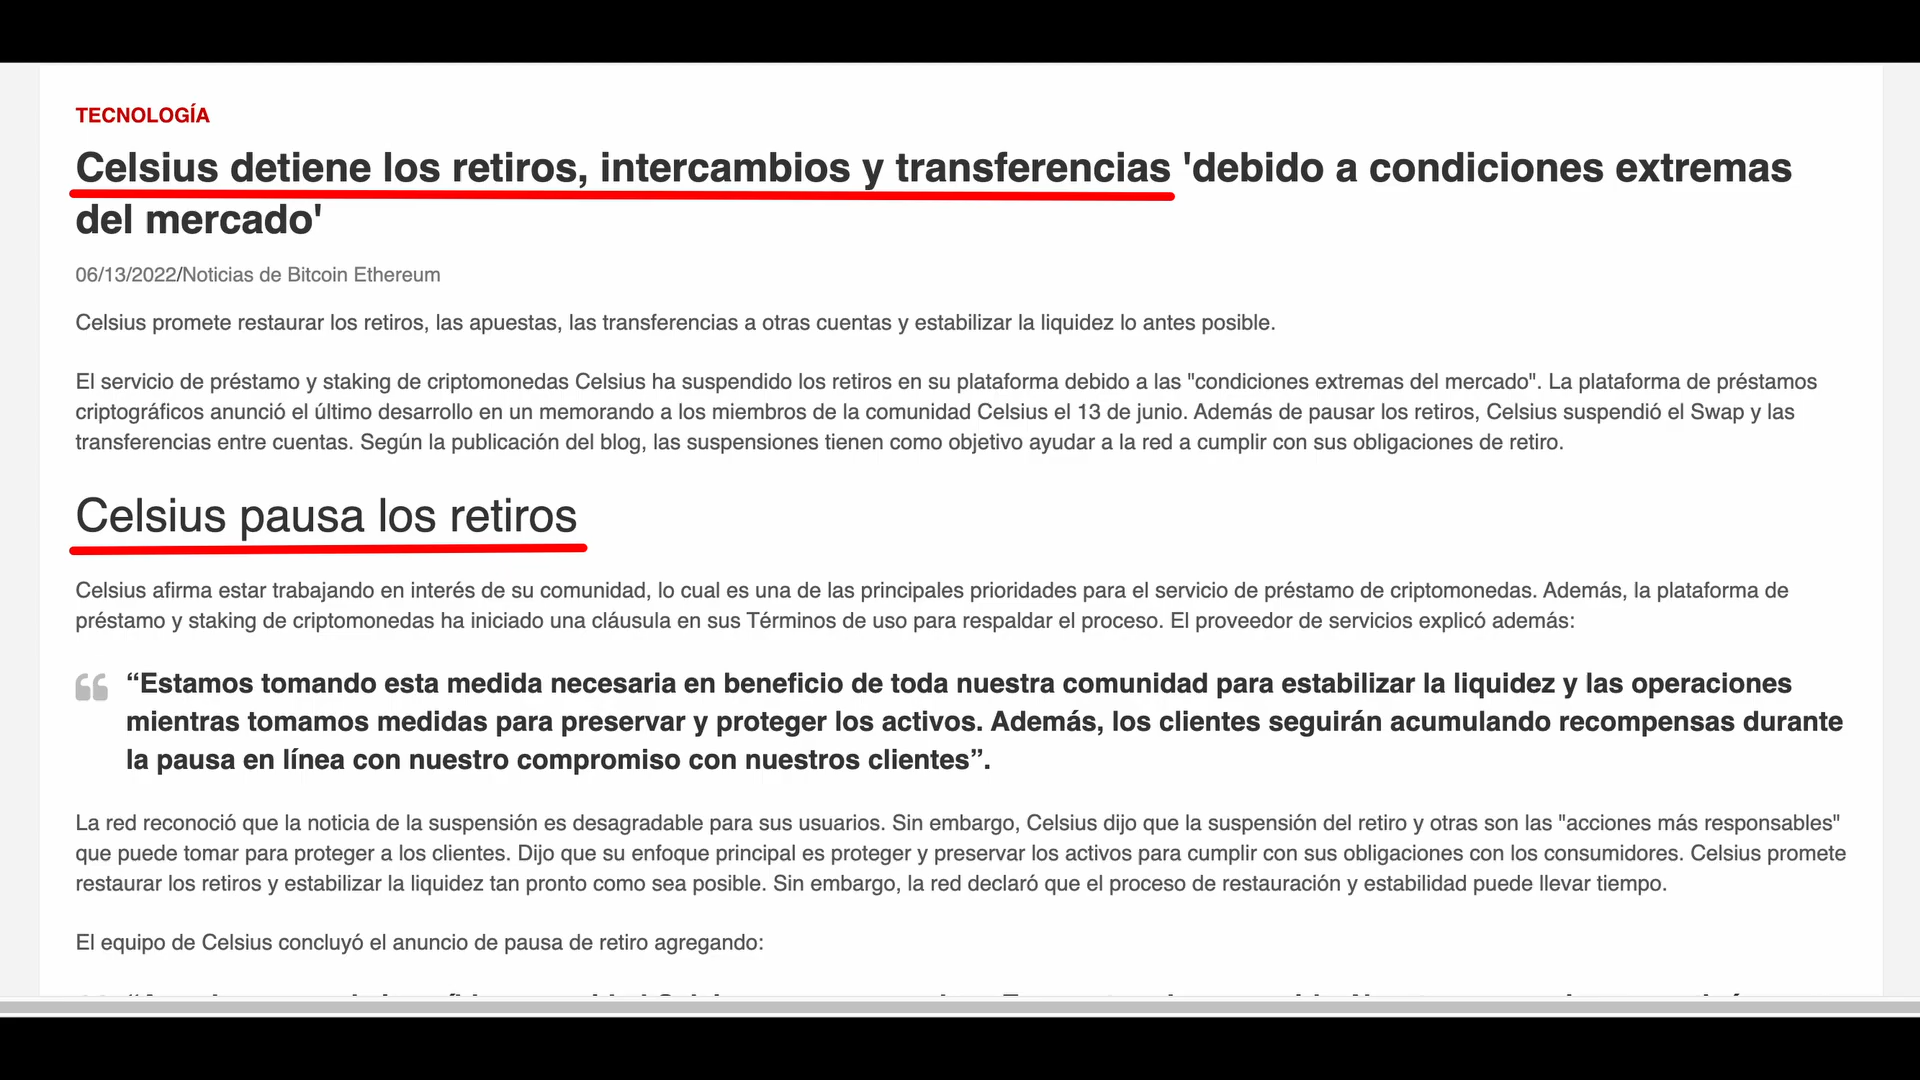 TECNOLOGÍA
Celsius detiene los retiros, intercambios y transferencias 'debido a condiciones extremas
del mercado'
06/13/2022/Noticias de Bitcoin Ethereum
Celsius promete restaurar los retiros, las apuestas, las transferencias a otras cuentas y estabilizar la liquidez lo antes posible.
El servicio de préstamo y staking de criptomonedas Celsius ha suspendido los retiros en su plataforma debido a las "condiciones extremas del mercado". La plataforma de préstamos
criptográficos anunció el último desarrollo en un memorando a los miembros de la comunidad Celsius el 13 de junio. Además de pausar los retiros, Celsius suspendió el Swap y las
transferencias entre cuentas. Según la publicación del blog, las suspensiones tienen como objetivo ayudar a la red a cumplir con sus obligaciones de retiro.
Celsius pausa los retiros
Celsius afirma estar trabajando en interés de su comunidad, lo cual es una de las principales prioridades para el servicio de préstamo de criptomonedas. Además, la plataforma de
préstamo y staking de criptomonedas ha iniciado una cláusula en sus Términos de uso para respaldar el proceso. El proveedor de servicios explicó además:
“Estamos tomando esta medida necesaria en beneficio de toda nuestra comunidad para estabilizar la liquidez y las operaciones
mientras tomamos medidas para preservar y proteger los activos. Además, los clientes seguirán acumulando recompensas durante
la pausa en línea con nuestro compromiso con nuestros clientes”.
La red reconoció que la noticia de la suspensión es desagradable para sus usuarios. Sin embargo, Celsius dijo que la suspensión del retiro y otras son las "acciones más responsables"
que puede tomar para proteger a los clientes. Dijo que su enfoque principal es proteger y preservar los activos para cumplir con sus obligaciones con los consumidores. Celsius promete
restaurar los retiros y estabilizar la liquidez tan pronto como sea posible. Sin embargo, la red declaró que el proceso de restauración y estabilidad puede llevar tiempo.
El equipo de Celsius concluyó el anuncio de pausa de retiro agregando: